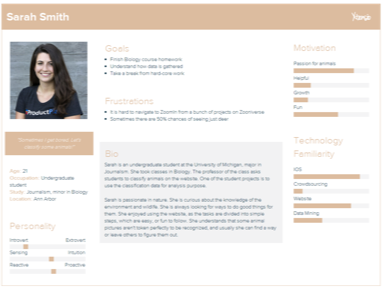 Sarah Smith
Xtensio
Goals
Finish Biology course homework
Understand how data is gathered
Take a break from hard-core work
Frustrations
It is hard to navigate to Zoomin from a bunch of projects on Zooniverse
Sometimes there are 50% chances of seeing just deer
Motivation
Passion for animals
Helpful
Growth
Fun
Product
Age: 21
Occupation: Undergraduate
student
Study: Journalism, minor in Biology
Location: Ann Arbor
Personality
Introvert Extrovert
Sensing Intuition
Reactive Proactive
Bio
Sarah is an undergraduate student at the University of Michigan, major in
Journalism. She took classes in Biology. The professor of the class asks
students to classify animals on the website. One of the student projects is to
use the classification data for analysis purpose.
Sarah is passionate in nature. She is curious about the knowledge of the
environment and wildlife. She is always looking for ways to do good things for
them. She enjoyed using the website, as the tasks are divided into simple
steps, which are easy, or fun to follow. She understands that some animal
pictures aren't taken perfectly to be recognized, and usually she can find a way
or leave others to figure them out.
Technology
Familiarity
IOS
Crowdsourcing
Website
Data Mining